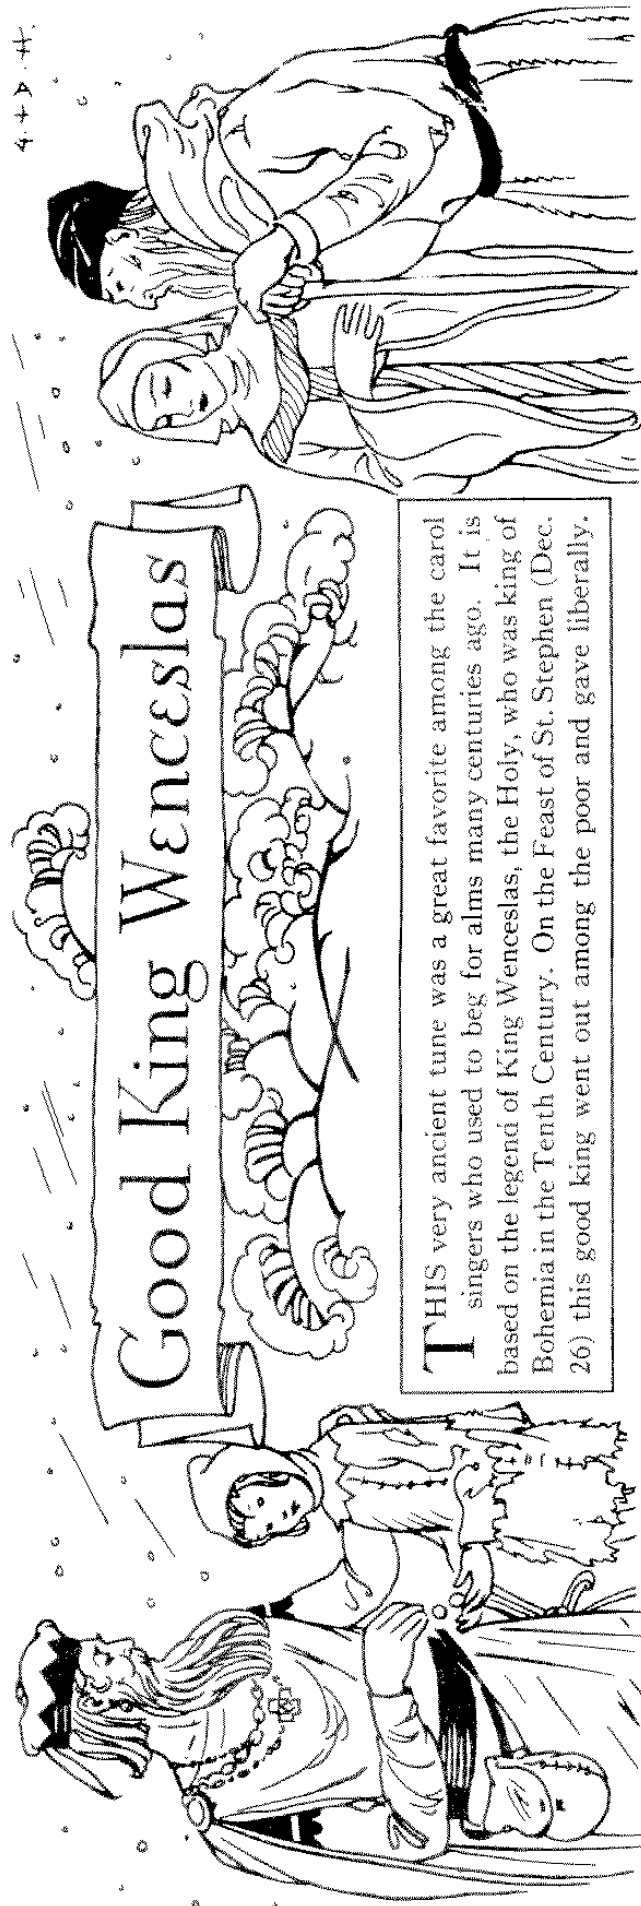 Good King Wenceslas
THIS very ancient tune was a great favorite among the carol
singers who used to beg for alms many centuries ago. It is
based on the legend of King Wenceslas, the Holy, who was king of
Bohemia in the Tenth Century. On the Feast of St. Stephen (Dec.
26) this good king went out among the poor and gave liberally.